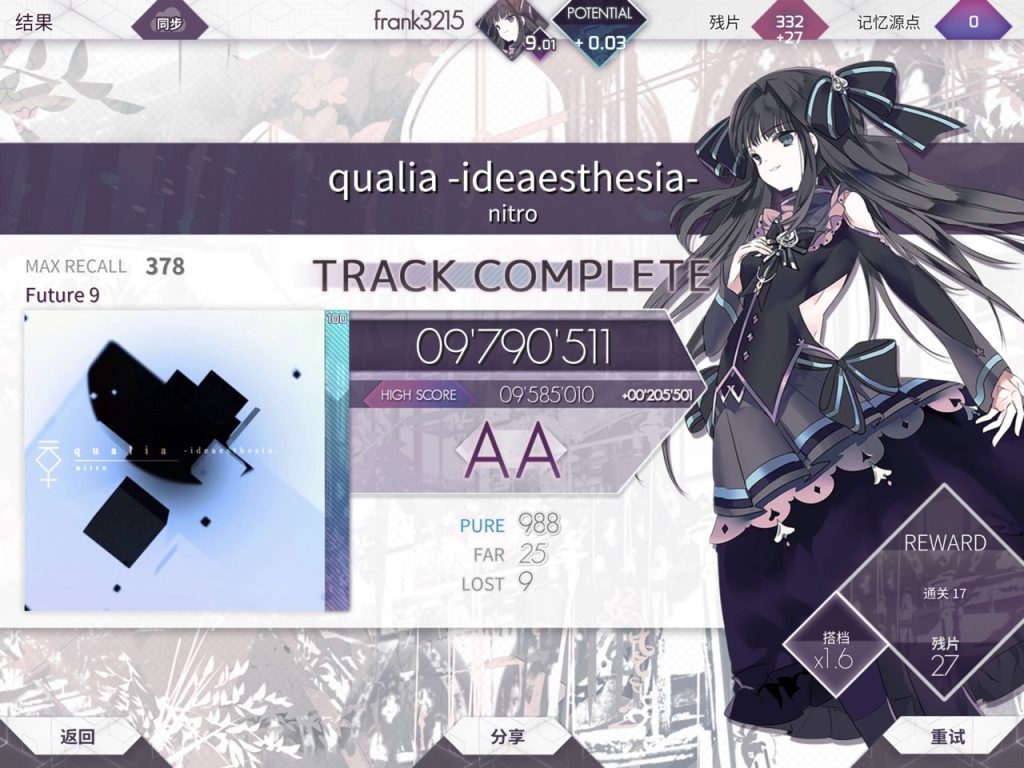 结果
同步
frank3215
9.01
POTENTIAL
+ 0.03
残片
332
+27
记忆源点
0
qualia -ideaesthesia-
nitro
MAX RECALL 378
TRACK COMPLETE
Future 9
100
09'790'511
HIGH SCORE 09'585'010 +00'205'501
AA
qualia -ideaesthesia-
nitro
PURE 988
FAR 25
LOST 9
REWARD
通关 17
搭档
x1.6
残片
27
返回
分享
重试